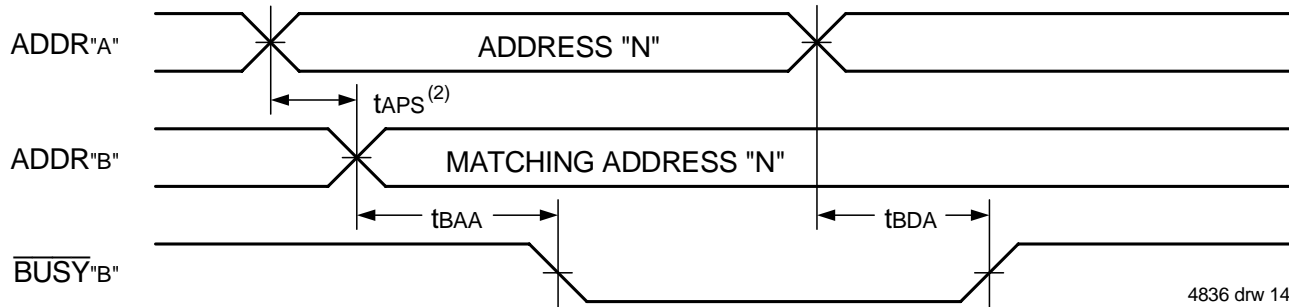 ADDR"A"
ADDRESS "N"
tAPS(2)
ADDR"B"
MATCHING ADDRESS "N"
tBAA
tBDA
BUSY"B"
4836 drw 14